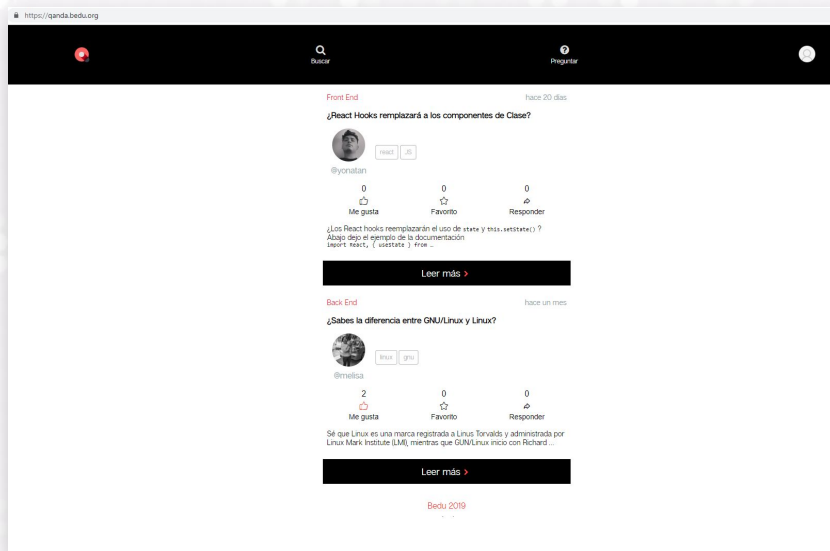 https://qanda.bedu.org
Buscar
Preguntar
Front End hace 20 días
¿React Hooks remplazará a los componentes de Clase?
react JS
@yonatan
0 0 0
Me gusta Favorito Responder
¿Los React hooks reemplazarán el uso de state y this.setState() ?
Abajo dejo el ejemplo de la documentación
import React, { useState } from …
Leer más >
Back End hace un mes
¿Sabes la diferencia entre GNU/Linux y Linux?
linux gnu
@melisa
2 0 0
Me gusta Favorito Responder
Sé que Linux es una marca registrada a Linus Torvalds y administrada por
Linux Mark Institute (LMI), mientras que GUN/Linux inicio con Richard …
Leer más >
Bedu 2019